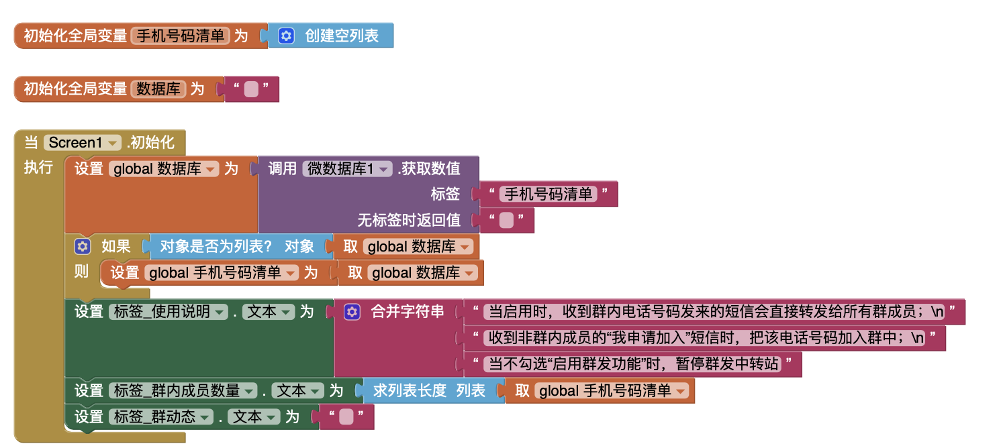 初始化全局变量 手机号码清单 为 创建空列表
初始化全局变量 数据库 为 “ ”
当 Screen1 .初始化
执行 设置 global 数据库 为 调用 微数据库1 .获取数值
标签 “ 手机号码清单 ”
无标签时返回值 “ ”
如果 对象是否为列表? 对象 取 global 数据库
则 设置 global 手机号码清单 为 取 global 数据库
设置 标签_使用说明 . 文本 为 合并字符串 “ 当启用时，收到群内电话号码发来的短信会直接转发给所有群成员；\n ”
“ 收到非群内成员的“我申请加入”短信时，把该电话号码加入群中；\n ”
“ 当不勾选“启用群发功能”时，暂停群发中转站 ”
设置 标签_群内成员数量 . 文本 为 求列表长度 列表 取 global 手机号码清单
设置 标签_群动态 . 文本 为 “ ”